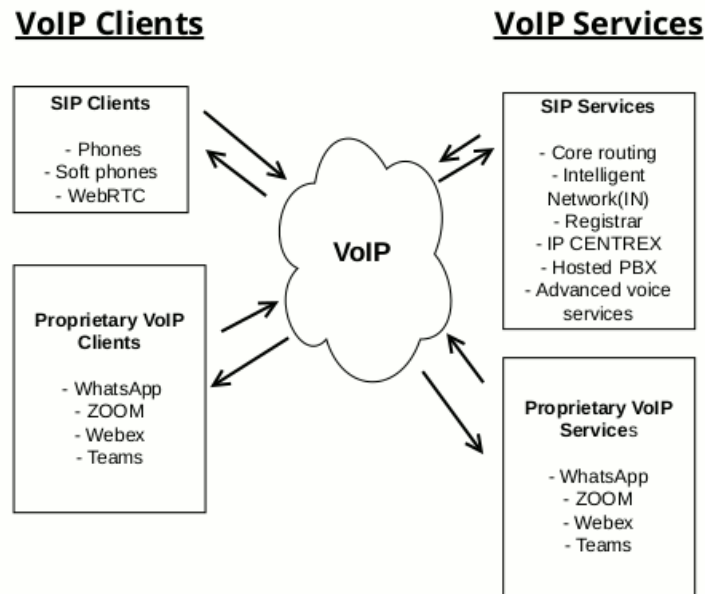 VoIP Clients
SIP Clients
- Phones
- Soft phones
- WebRTC
Proprietary VoIP
Clients
- WhatsApp
- ZOOM
- Webex
- Teams
VoIP
VoIP Services
SIP Services
- Core routing
- Intelligent
Network(IN)
- Registrar
- IP CENTREX
- Hosted PBX
- Advanced voice
services
Proprietary VoIP
Services
- WhatsApp
- ZOOM
- Webex
- Teams